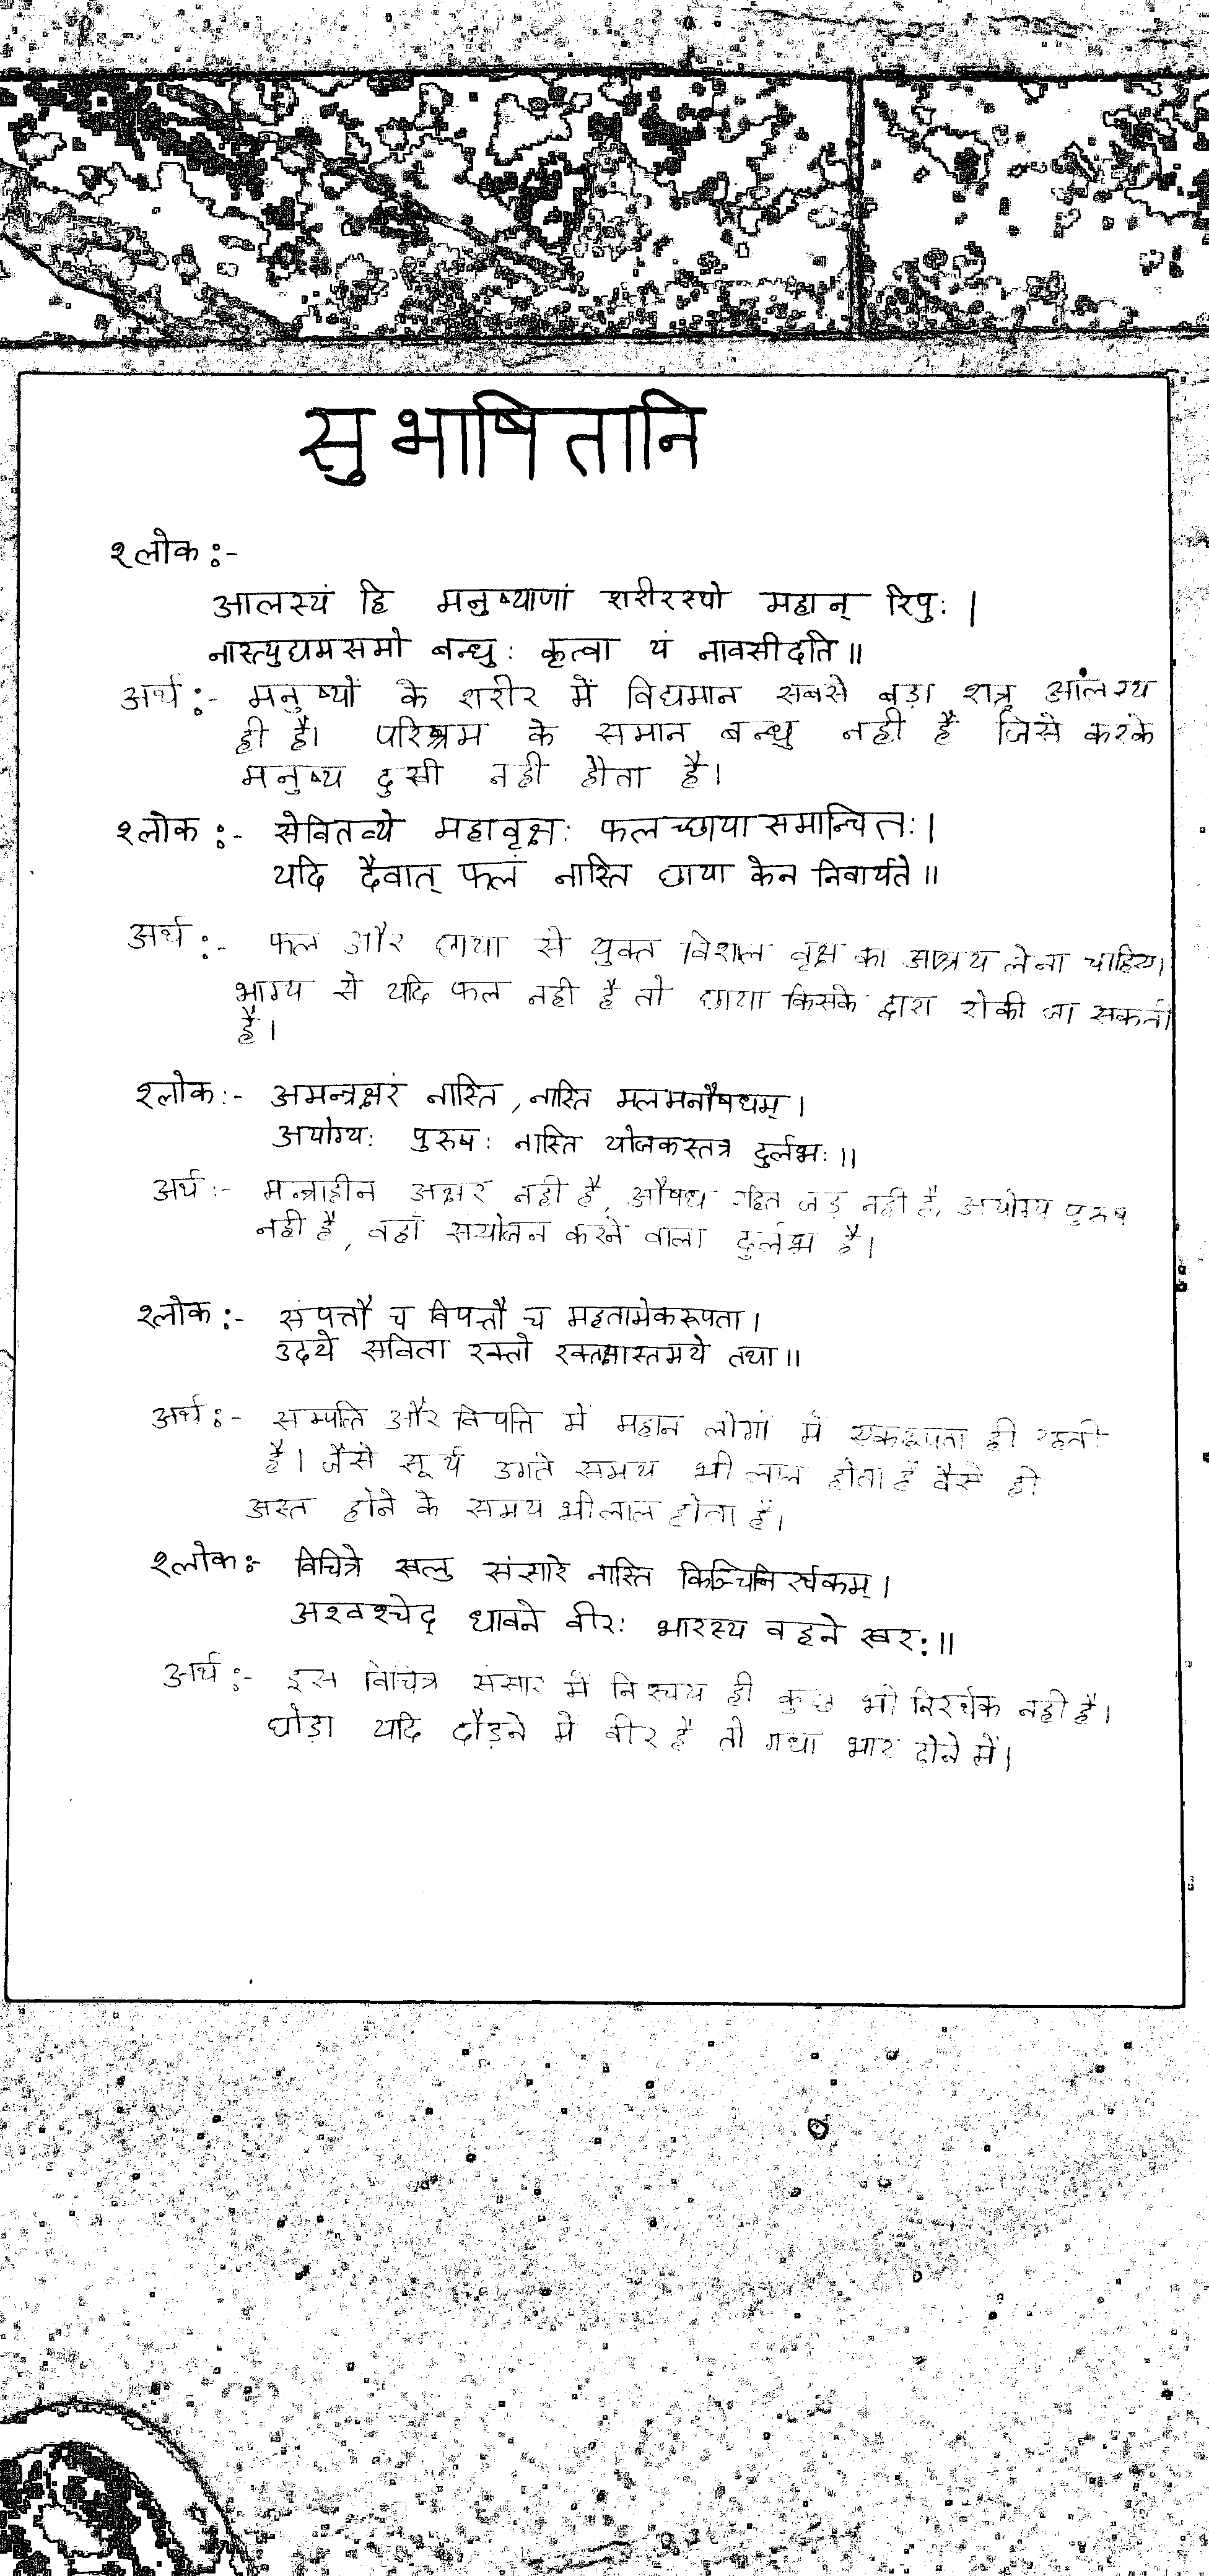 सुभाषितानि
श्लोक :-
आलस्यं हि मनुष्याणां शरीरस्थो महान् रिपुः ।
नास्त्युद्यमसमो बन्धुः कृत्वा यं नावसीदति ॥
अर्थ :- मनुष्यों के शरीर में विद्यमान सबसे बड़ा शत्रु आलस्य
ही है। परिश्रम के समान बन्धु नही है जिसे करके
मनुष्य दुसी नही होता है।
श्लोक :- सेवितव्ये महावृक्षः फलच्छाया समान्वितः ।
यदि दैवात् फलं नास्ति छाया केन निवार्यते ॥
अर्थ :- फल और छाया से युक्त विशाल वृक्ष का आश्रय लेना चाहिए।
भाग्य से यदि फल नही है तो छाया किसके द्वारा रोकी जा सकती
है।
श्लोक :- अमन्त्रक्षरं नास्ति , नास्ति मलमनौषधम् ।
अयोग्यः पुरुषः नास्ति योजकस्तत्र दुर्लभः ॥
अर्थ :- मन्त्रहीन अक्षर नही है, औषध रहित जड़ नही है, अयोग्य पुरुष
नही है, वहाँ संयोजन करने वाला दुर्लभ है।
श्लोक :- संपत्तौ च विपत्तौ च महतामेकरूपता ।
उदये सविता रक्तो रक्तश्चास्तमये तथा ॥
अर्थ :- सम्पत्ति और विपत्ति में महान लोगों में एकरूपता ही रहती
है। जैसे सूर्य उगते समय भी लाल होता है वैसे ही
अस्त होने के समय भी लाल होता है।
श्लोक :- विचित्रे खलु संसारे नास्ति किञ्चिनिर्रथकम् ।
अश्वश्चेद् धावने वीरः भारस्य वहने खरः ॥
अर्थ :- इस विचित्र संसार में निश्चय ही कुछ भी निरर्थक नही है।
घोड़ा यदि दौड़ने मे वीर है तो गधा भार ढोने में।